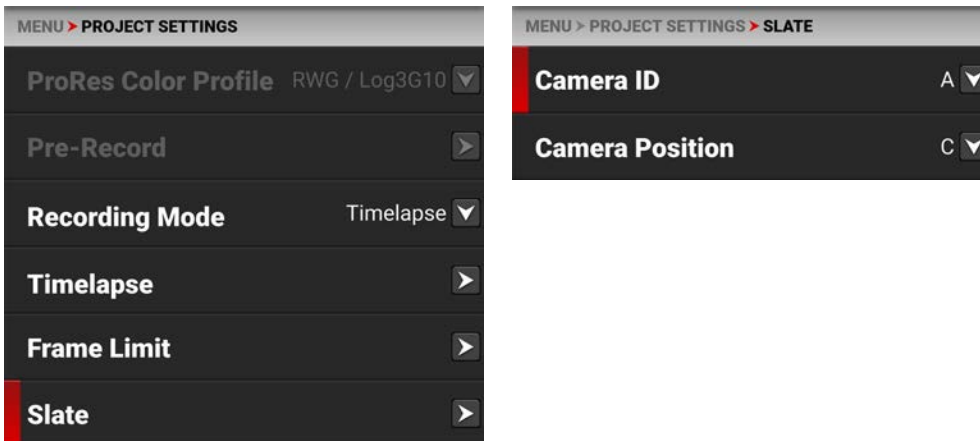 MENU > PROJECT SETTINGS
ProRes Color Profile RWG / Log3G10
Pre-Record
Recording Mode Timelapse
Timelapse
Frame Limit
Slate
MENU > PROJECT SETTINGS > SLATE
Camera ID A
Camera Position C